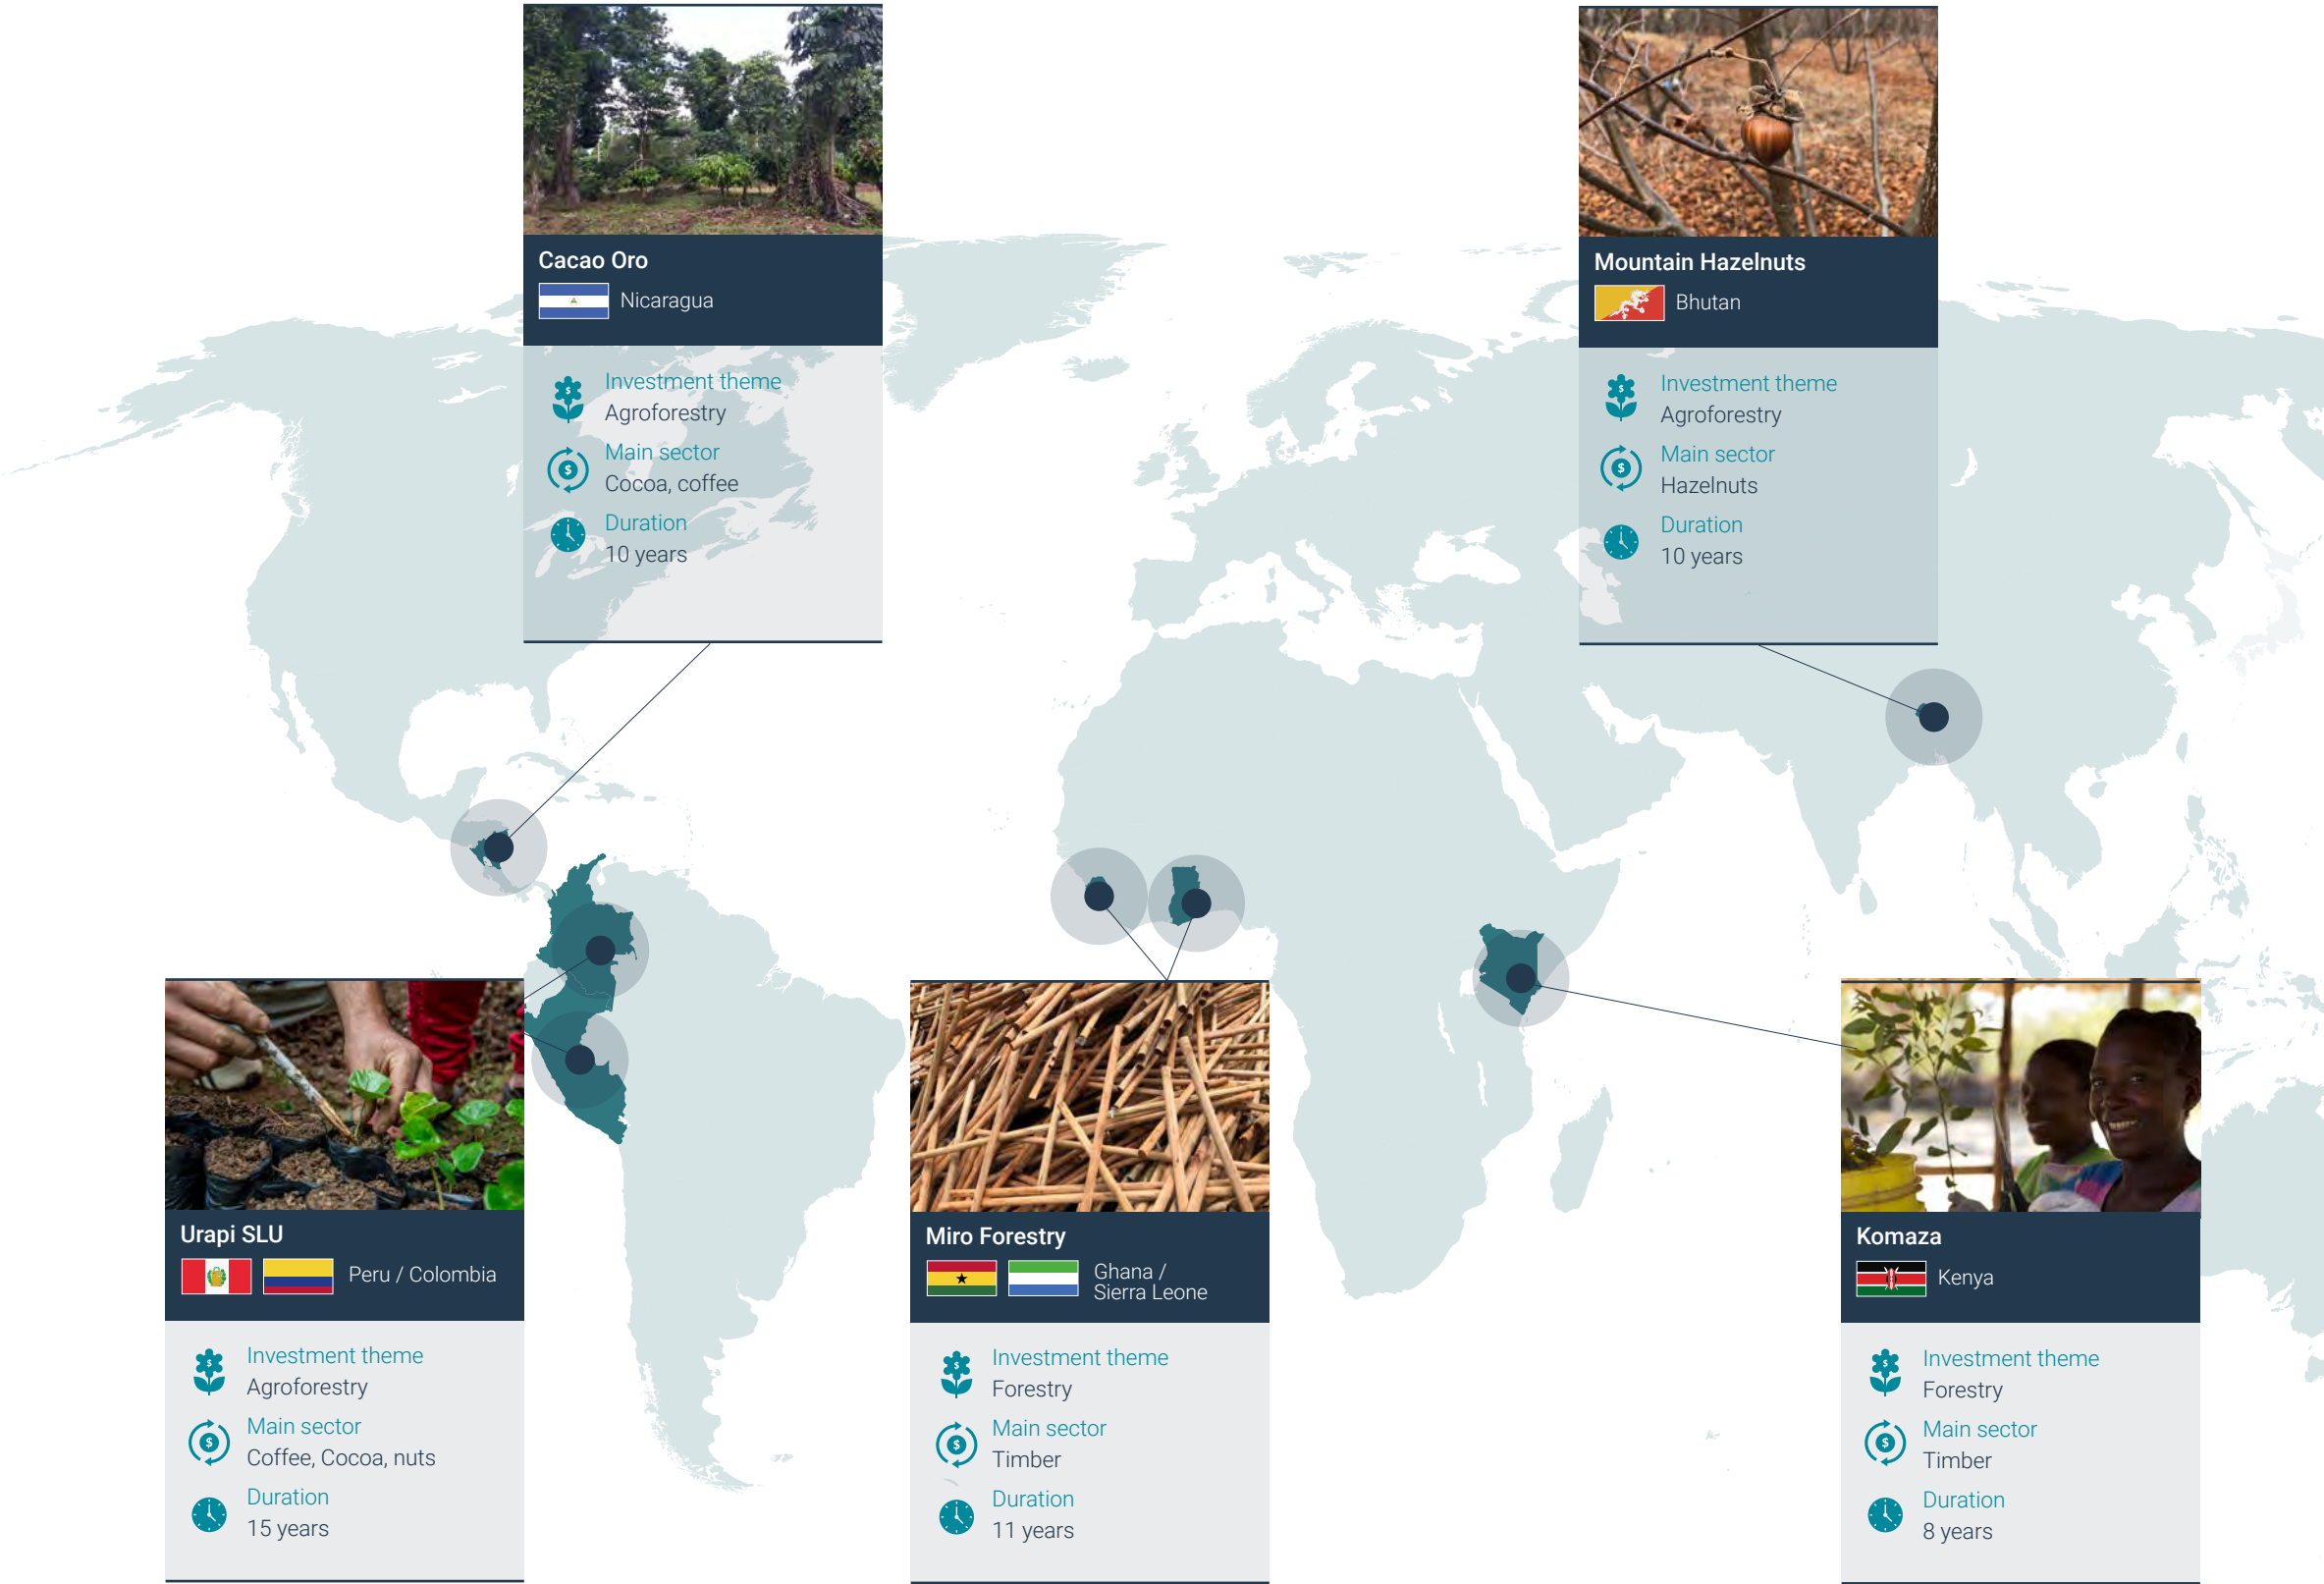 Cacao Oro
Nicaragua
Investment theme
Agroforestry
Main sector
Cocoa, coffee
Duration
10 years
Mountain Hazelnuts
Bhutan
Investment theme
Agroforestry
Main sector
Hazelnuts
Duration
10 years
Urapi SLU
Peru / Colombia
Investment theme
Agroforestry
Main sector
Coffee, Cocoa, nuts
Duration
15 years
Miro Forestry
Ghana /
Sierra Leone
Investment theme
Forestry
Main sector
Timber
Duration
11 years
Komaza
Kenya
Investment theme
Forestry
Main sector
Timber
Duration
8 years